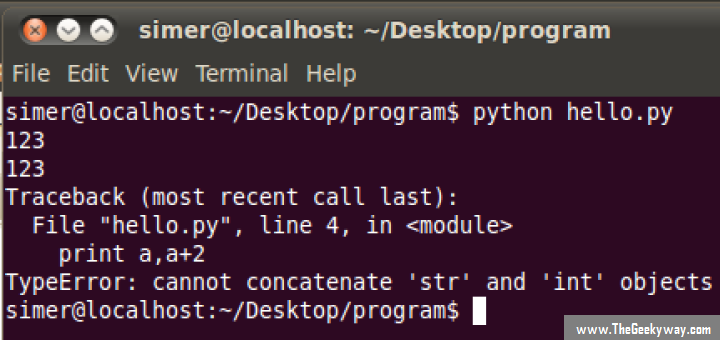 simer@localhost: ~/Desktop/program
File Edit View Terminal Help
simer@localhost:~/Desktop/program$ python hello.py
123
123
Traceback (most recent call last):
  File "hello.py", line 4, in <module>
    print a,a+2
TypeError: cannot concatenate 'str' and 'int' objects
simer@localhost:~/Desktop/program$
www.TheGeekyway.com